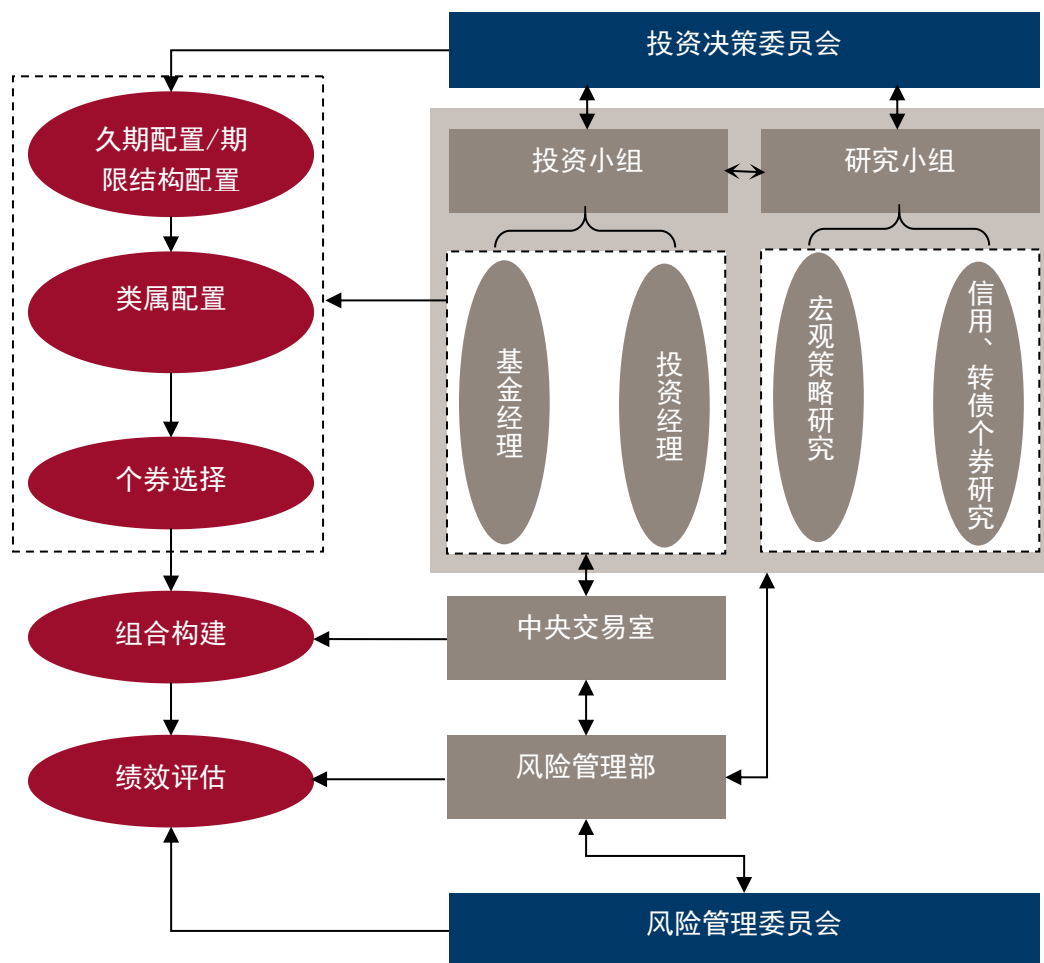 投资决策委员会
久期配置/期
限结构配置
投资小组
研究小组
类属配置
基金经理
投资经理
宏观策略研究
信用、转债个券研究
个券选择
组合构建
中央交易室
绩效评估
风险管理部
风险管理委员会